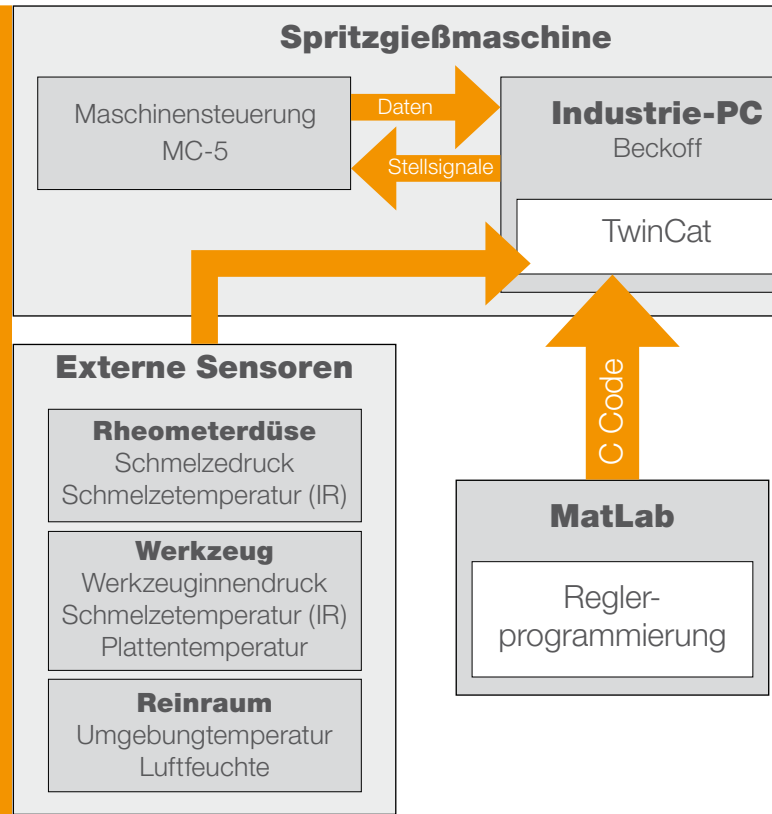 Spritzgießmaschine
Maschinensteuerung
MC-5
Daten
Stellsignale
Industrie-PC
Beckoff
TwinCat
Externe Sensoren
Rheometerdüse
Schmelzedruck
Schmelzetemperatur (IR)
Werkzeug
Werkzeuginnendruck
Schmelzetemperatur (IR)
Plattentemperatur
Reinraum
Umgebungtemperatur
Luftfeuchte
C Code
MatLab
Regler-
programmierung